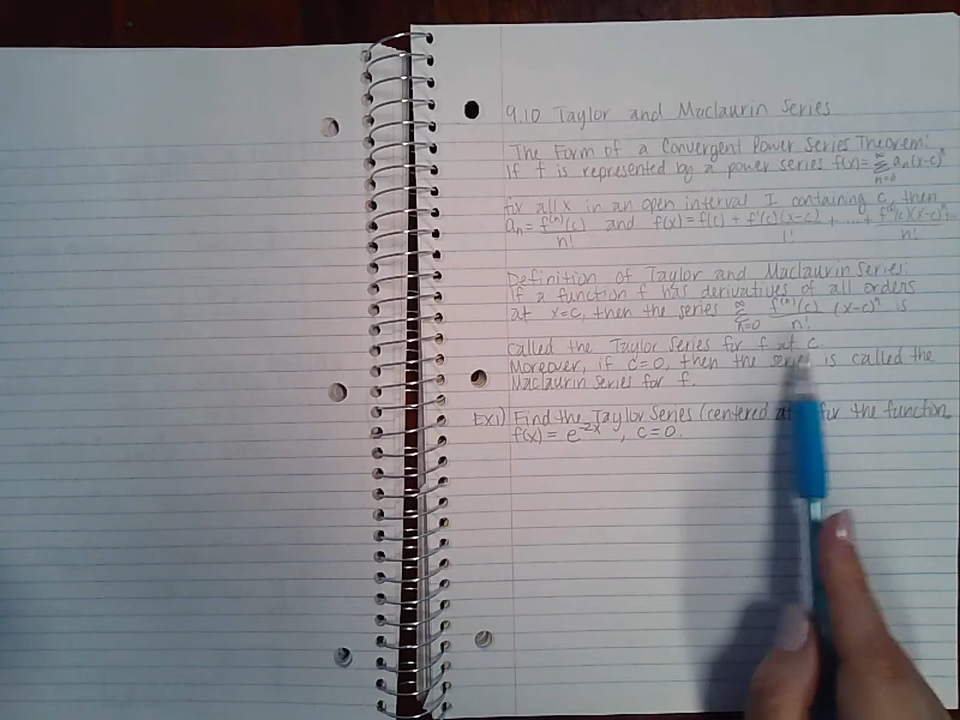 9.10 Taylor and Maclaurin Series
The Form of a Convergent Power Series Theorem:
If f is represented by a power series f(x) = ∑_{n=0}^{∞} aₙ(x-c)ⁿ
for all x in an open interval I containing c, then
aₙ = f⁽ⁿ⁾(c)/n! and f(x) = f(c) + f'(c)(x-c)/1! + .... + f⁽ⁿ⁾(c)(x-c)ⁿ/n! + ...
Definition of Taylor and Maclaurin Series:
If a function f has derivatives of all orders
at x=c, then the series ∑_{n=0}^{∞} f⁽ⁿ⁾(c)/n! (x-c)ⁿ is
called the Taylor Series for f at c.
Moreover, if c=0, then the series is called the
Maclaurin Series for f.
Ex1) Find the Taylor Series (centered at for the function
f(x) = e^{-2x}, c=0.